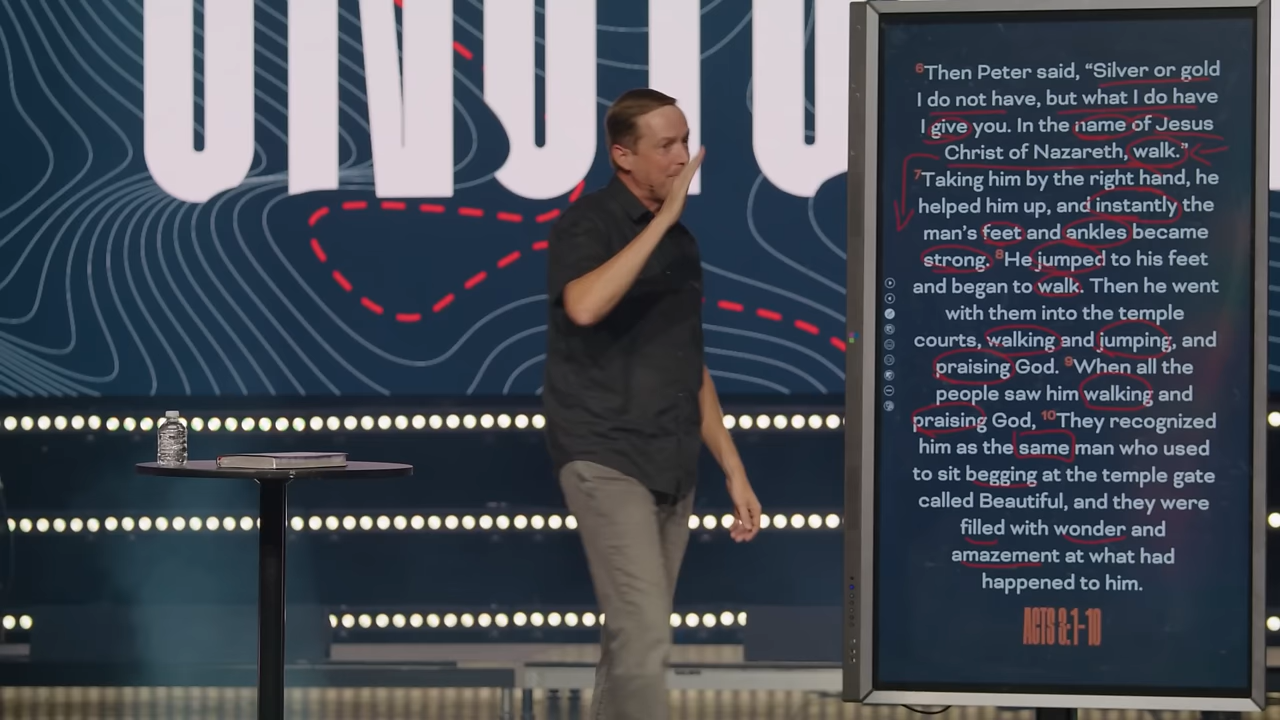 ⁶Then Peter said, “Silver or gold
I do not have, but what I do have
I give you. In the name of Jesus
Christ of Nazareth, walk.”
⁷Taking him by the right hand, he
helped him up, and instantly the
man’s feet and ankles became
strong. ⁸He jumped to his feet
and began to walk. Then he went
with them into the temple
courts, walking and jumping, and
praising God. ⁹When all the
people saw him walking and
praising God, ¹⁰They recognized
him as the same man who used
to sit begging at the temple gate
called Beautiful, and they were
filled with wonder and
amazement at what had
happened to him.
ACTS 3:1-10